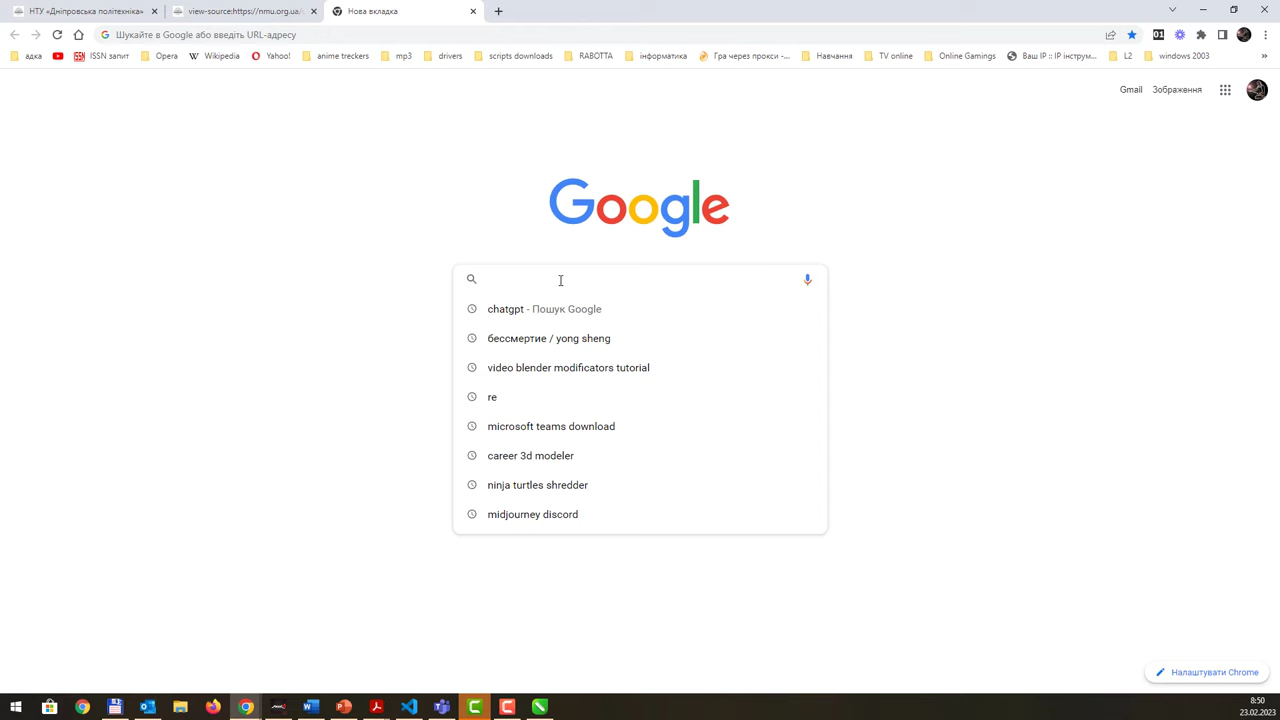 НТУ «Дніпровська політехніка»
view-source:https://nmu.org.ua/
Нова вкладка
Шукайте в Google або введіть URL-адресу
01
адка
ISSN запит
Opera
Wikipedia
Yahoo!
anime treckers
mp3
drivers
scripts downloads
RABOTTA
інформатика
Гра через прокси -...
Навчання
TV online
Online Gamings
Ваш IP :: IP інструм...
L2
windows 2003
»
Gmail
Зображення
Google
chatgpt - Пошук Google
бессмертие / yong sheng
video blender modificators tutorial
re
microsoft teams download
career 3d modeler
ninja turtles shredder
midjourney discord
Налаштувати Chrome
8:50
23.02.2023